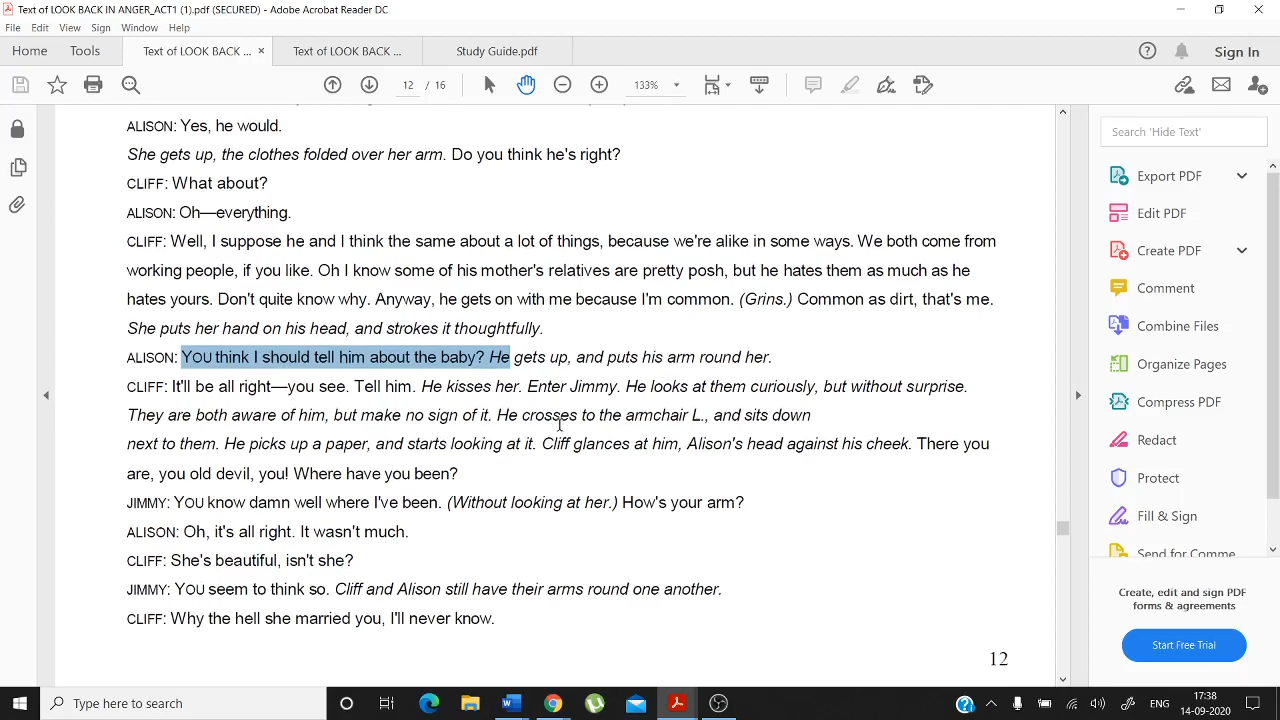 Text of LOOK BACK IN ANGER_ACT1 (1).pdf (SECURED) - Adobe Acrobat Reader DC
File Edit View Sign Window Help
Home Tools Text of LOOK BACK ... × Text of LOOK BACK ... Study Guide.pdf Sign In
12 / 16 133%
ALISON: Yes, he would.
She gets up, the clothes folded over her arm. Do you think he's right?
CLIFF: What about?
ALISON: Oh—everything.
CLIFF: Well, I suppose he and I think the same about a lot of things, because we're alike in some ways. We both come from
working people, if you like. Oh I know some of his mother's relatives are pretty posh, but he hates them as much as he
hates yours. Don't quite know why. Anyway, he gets on with me because I'm common. (Grins.) Common as dirt, that's me.
She puts her hand on his head, and strokes it thoughtfully.
ALISON: YOU think I should tell him about the baby? He gets up, and puts his arm round her.
CLIFF: It'll be all right—you see. Tell him. He kisses her. Enter Jimmy. He looks at them curiously, but without surprise.
They are both aware of him, but make no sign of it. He crosses to the armchair L., and sits down
next to them. He picks up a paper, and starts looking at it. Cliff glances at him, Alison's head against his cheek. There you
are, you old devil, you! Where have you been?
JIMMY: YOU know damn well where I've been. (Without looking at her.) How's your arm?
ALISON: Oh, it's all right. It wasn't much.
CLIFF: She's beautiful, isn't she?
JIMMY: YOU seem to think so. Cliff and Alison still have their arms round one another.
CLIFF: Why the hell she married you, I'll never know.
12
Search 'Hide Text'
Export PDF
Edit PDF
Create PDF
Comment
Combine Files
Organize Pages
Compress PDF
Redact
Protect
Fill & Sign
Send for Comme
Create, edit and sign PDF
forms & agreements
Start Free Trial
Type here to search
ENG
17:38
14-09-2020